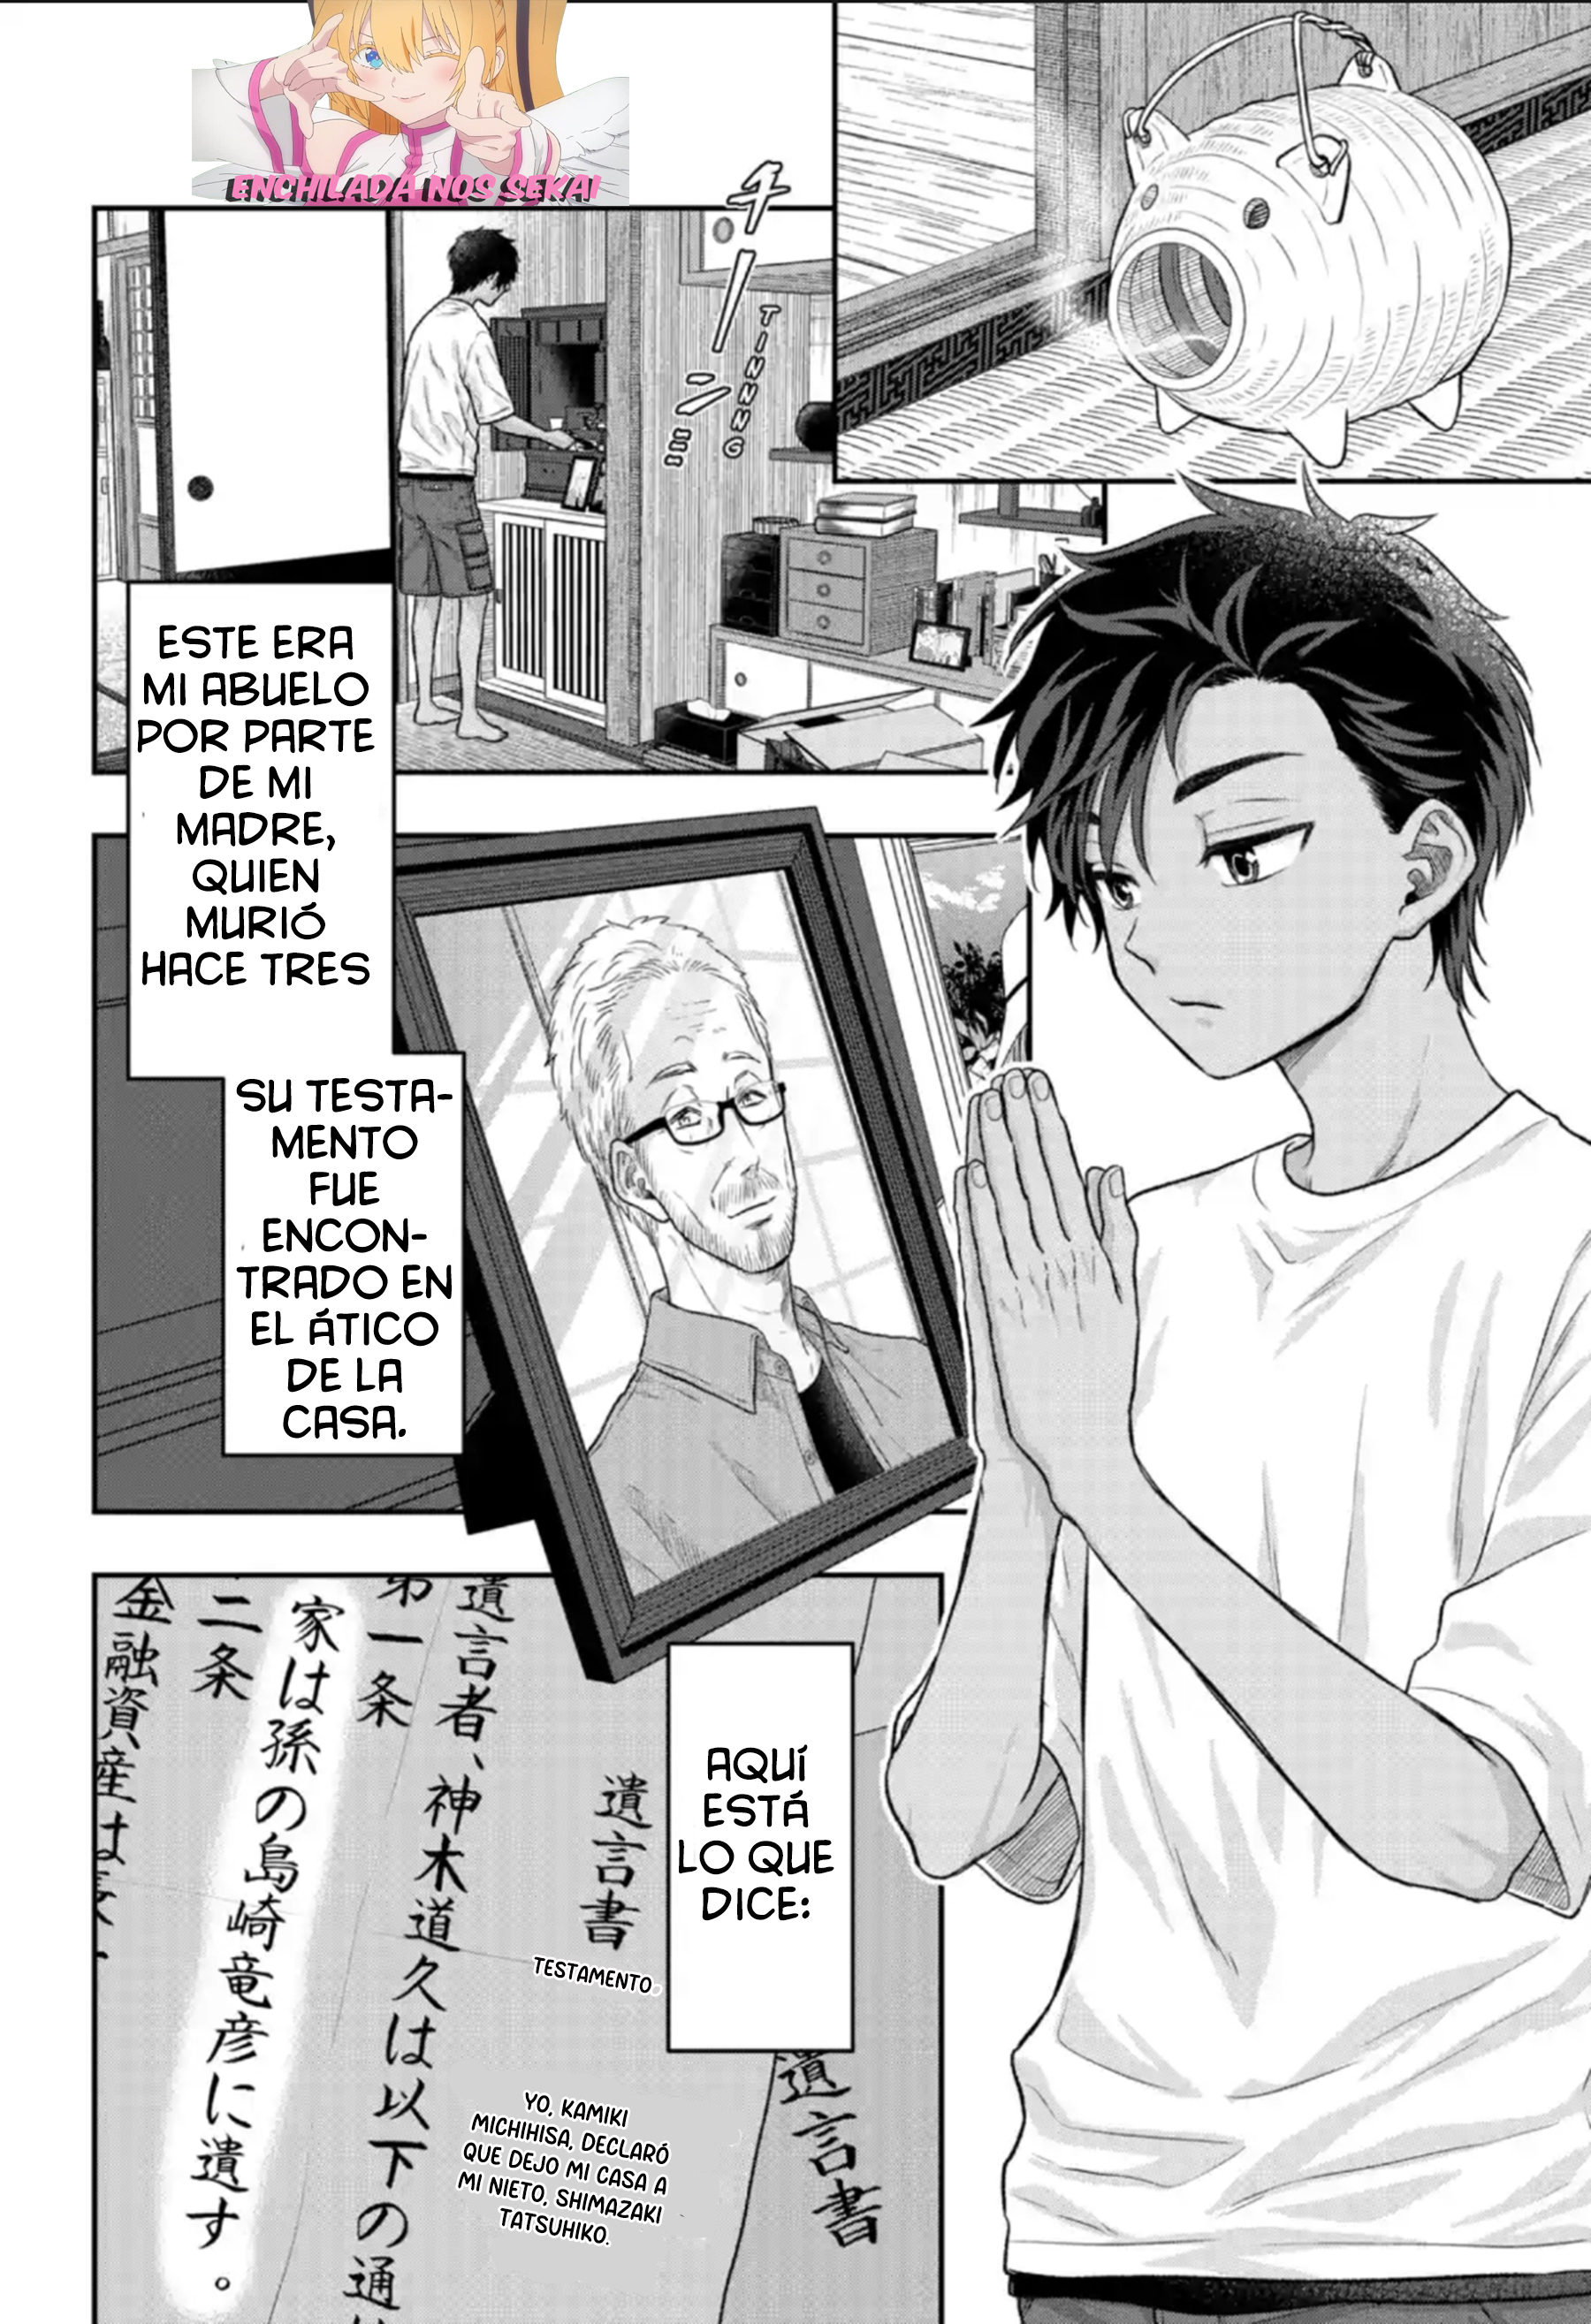 ENCHILADA NOS SEKAI
チーン
TINNNG
ESTE ERA
MI ABUELO
POR PARTE
DE MI
MADRE,
QUIEN
MURIÓ
HACE TRES
SU TESTA-
MENTO
FUE
ENCON-
TRADO EN
EL ÁTICO
DE LA
CASA.
AQUÍ
ESTÁ
LO QUE
DICE:
遺言書
遺言書
TESTAMENTO
遺言者、神木道久は以下の通
第一条
家は孫の島崎竜彦に遺す。
二条
金融資産は
YO, KAMIKI
MICHIHISA, DECLARÓ
QUE DEJO MI CASA A
MI NIETO, SHIMAZAKI
TATSUHIKO.